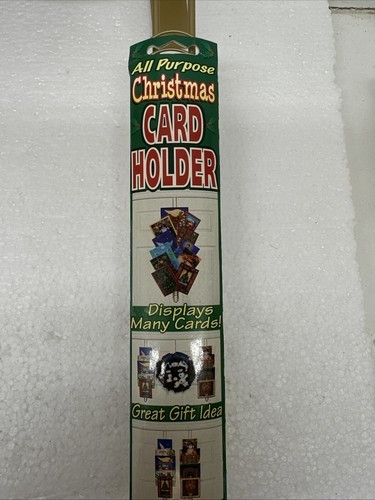 All Purpose
Christmas
CARD
HOLDER
Displays
Many Cards!
Great Gift Idea